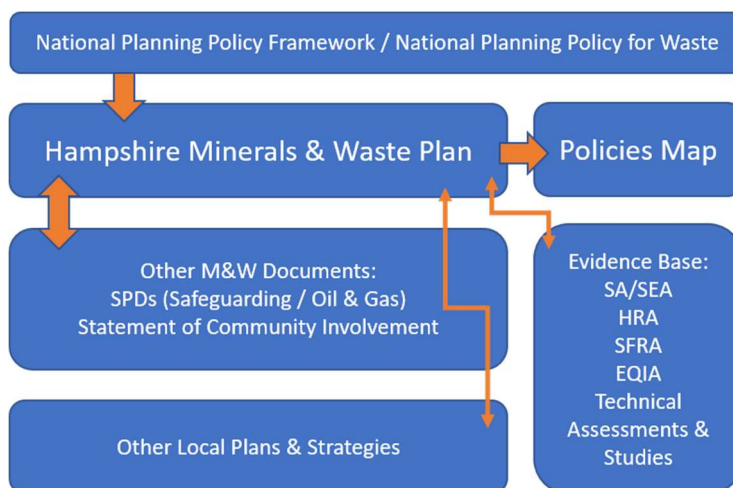 National Planning Policy Framework / National Planning Policy for Waste
Hampshire Minerals & Waste Plan
Policies Map
Other M&W Documents:
SPDs (Safeguarding / Oil & Gas)
Statement of Community Involvement
Other Local Plans & Strategies
Evidence Base:
SA/SEA
HRA
SFRA
EQIA
Technical
Assessments &
Studies